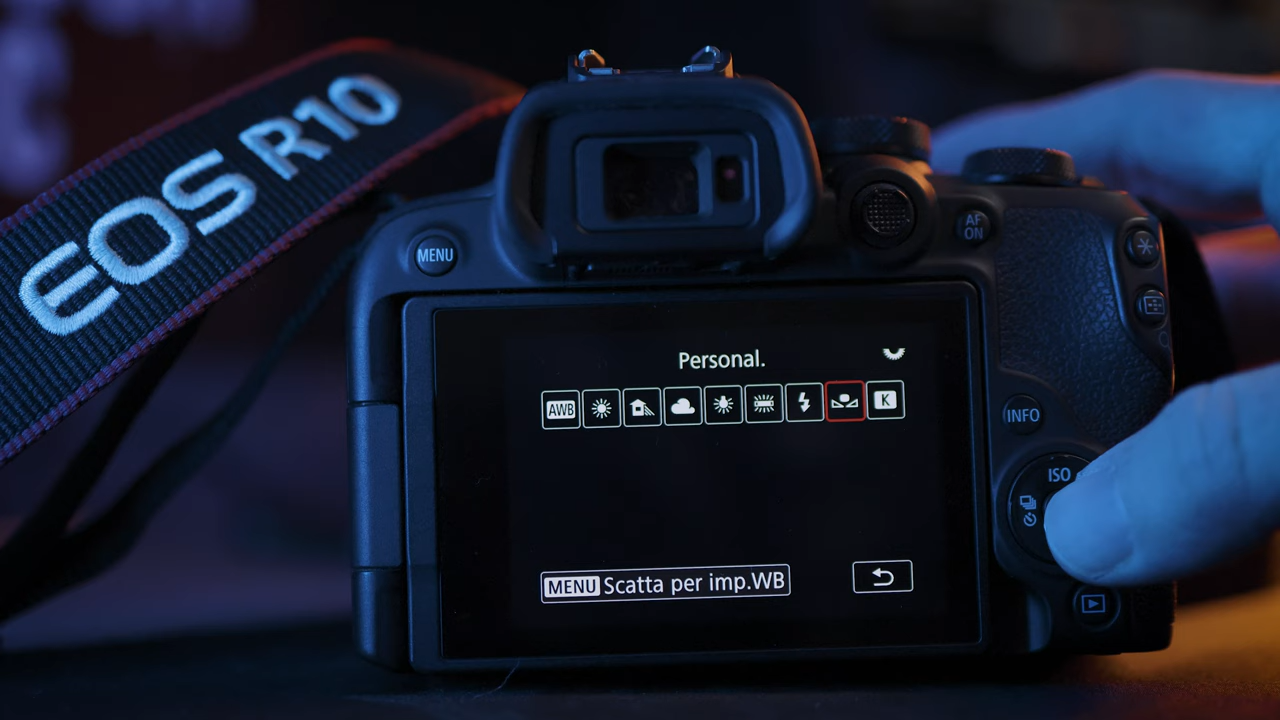 EOS R10
MENU
AF
ON
Personal.
AWB
K
INFO
ISO
MENU Scatta per imp.WB